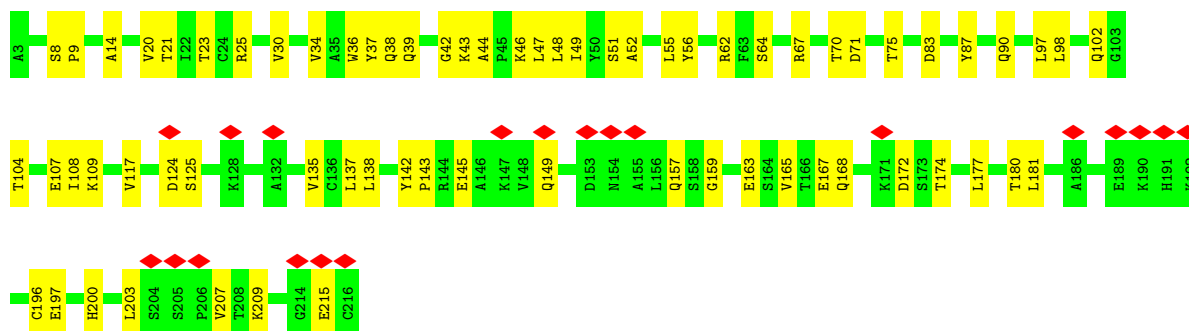 A3 S8 P9 A14 V20 T21 I22 T23 C24 R25 V30 V34 A35 W36 Y37 Q38 Q39 G42 K43 A44 P45 K46 L47 L48 I49 Y50 S51 A52 L55 Y56 R62 F63 S64 R67 T70 D71 T75 D83 Y87 Q90 L97 L98 Q102 G103
T104 E107 I108 K109 V117 D124 S125 K128 A132 V135 C136 L137 L138 Y142 P143 R144 E145 A146 K147 V148 Q149 D153 N154 A155 L156 Q157 S158 G159 E163 S164 V165 T166 E167 Q168 K171 D172 S173 T174 L177 T180 L181 A186 E189 K190 H191
C196 E197 H200 L203 S204 S205 P206 V207 T208 K209 G214 E215 C216